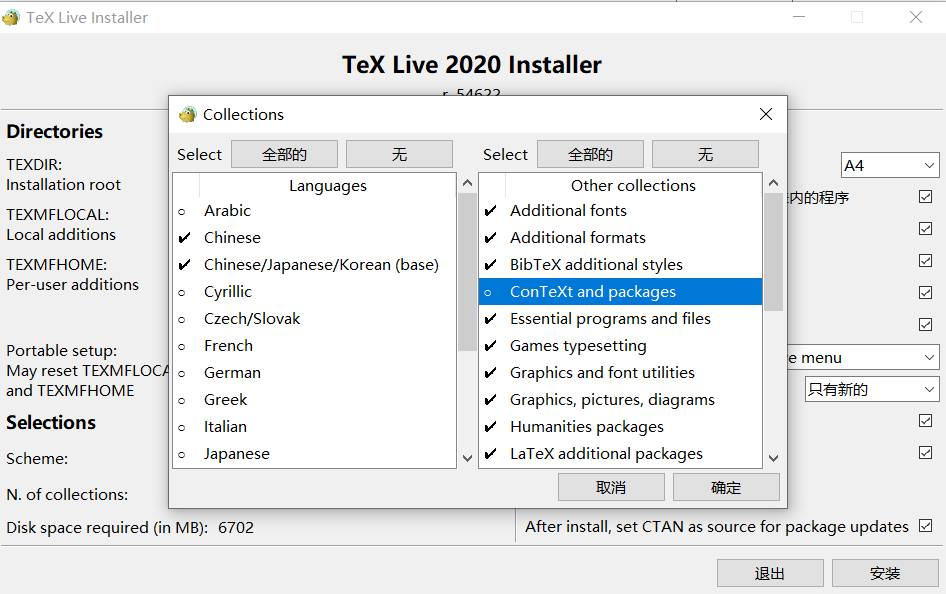 TeX Live Installer
TeX Live 2020 Installer
Collections
Select 全部的 无 Select 全部的 无
Languages
Arabic
Chinese
Chinese/Japanese/Korean (base)
Cyrillic
Czech/Slovak
French
German
Greek
Italian
Japanese
Other collections
Additional fonts
Additional formats
BibTeX additional styles
ConTeXt and packages
Essential programs and files
Games typesetting
Graphics and font utilities
Graphics, pictures, diagrams
Humanities packages
LaTeX additional packages
取消 确定
Directories
TEXDIR:
Installation root
TEXMFLOCAL:
Local additions
TEXMFHOME:
Per-user additions
Portable setup:
May reset TEXMFLOCA
and TEXMFHOME
Selections
Scheme:
N. of collections:
Disk space required (in MB): 6702
A4
内的程序
menu
只有新的
After install, set CTAN as source for package updates
退出 安装